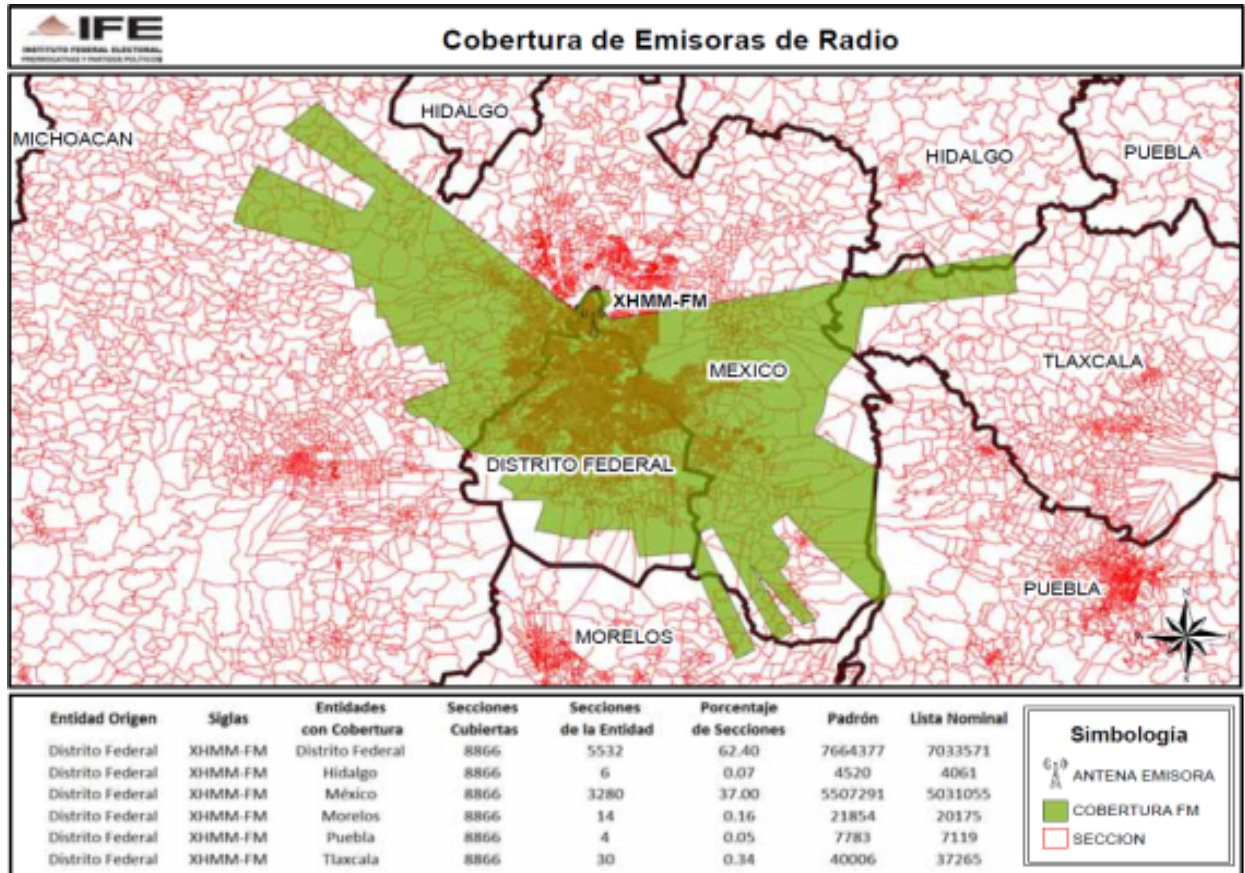 IFE
INSTITUTO FEDERAL ELECTORAL
PRERROGATIVAS Y PARTIDOS POLITICOS
Cobertura de Emisoras de Radio
HIDALGO
MICHOACAN
HIDALGO
PUEBLA
XHMM-FM
MEXICO
TLAXCALA
DISTRITO FEDERAL
PUEBLA
MORELOS
N
Entidad Origen Siglas Entidades con Cobertura Secciones Cubiertas Secciones de la Entidad Porcentaje de Secciones Padrón Lista Nominal
Distrito Federal XHMM-FM Distrito Federal 8866 5532 62.40 7664377 7033571
Distrito Federal XHMM-FM Hidalgo 8866 6 0.07 4520 4061
Distrito Federal XHMM-FM México 8866 3280 37.00 5507291 5031055
Distrito Federal XHMM-FM Morelos 8866 14 0.16 21854 20175
Distrito Federal XHMM-FM Puebla 8866 4 0.05 7783 7119
Distrito Federal XHMM-FM Tlaxcala 8866 30 0.34 40006 37265
Simbología
ANTENA EMISORA
COBERTURA FM
SECCION